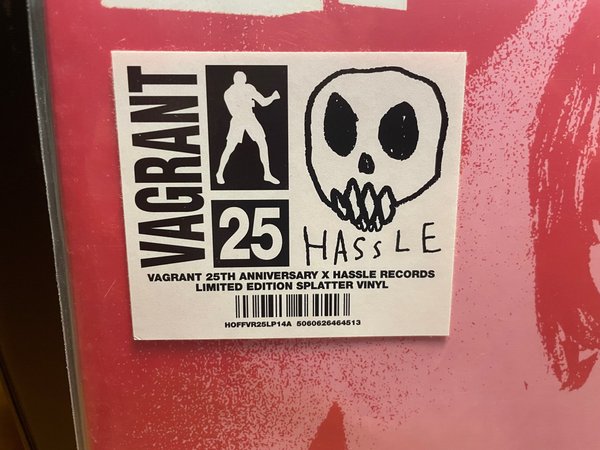 VAGRANT
25
HASSLE
VAGRANT 25TH ANNIVERSARY X HASSLE RECORDS
LIMITED EDITION SPLATTER VINYL
HOFFVR25LP14A 5060626464513